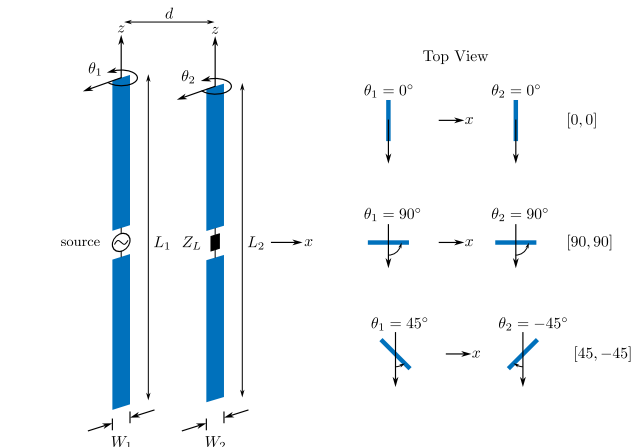 d
z
z
θ₁
θ₂
source
L₁
Z_L
L₂
x
W₁
W₂
Top View
θ₁ = 0°
θ₂ = 0°
x
[0, 0]
θ₁ = 90°
θ₂ = 90°
x
[90, 90]
θ₁ = 45°
θ₂ = −45°
x
[45, −45]